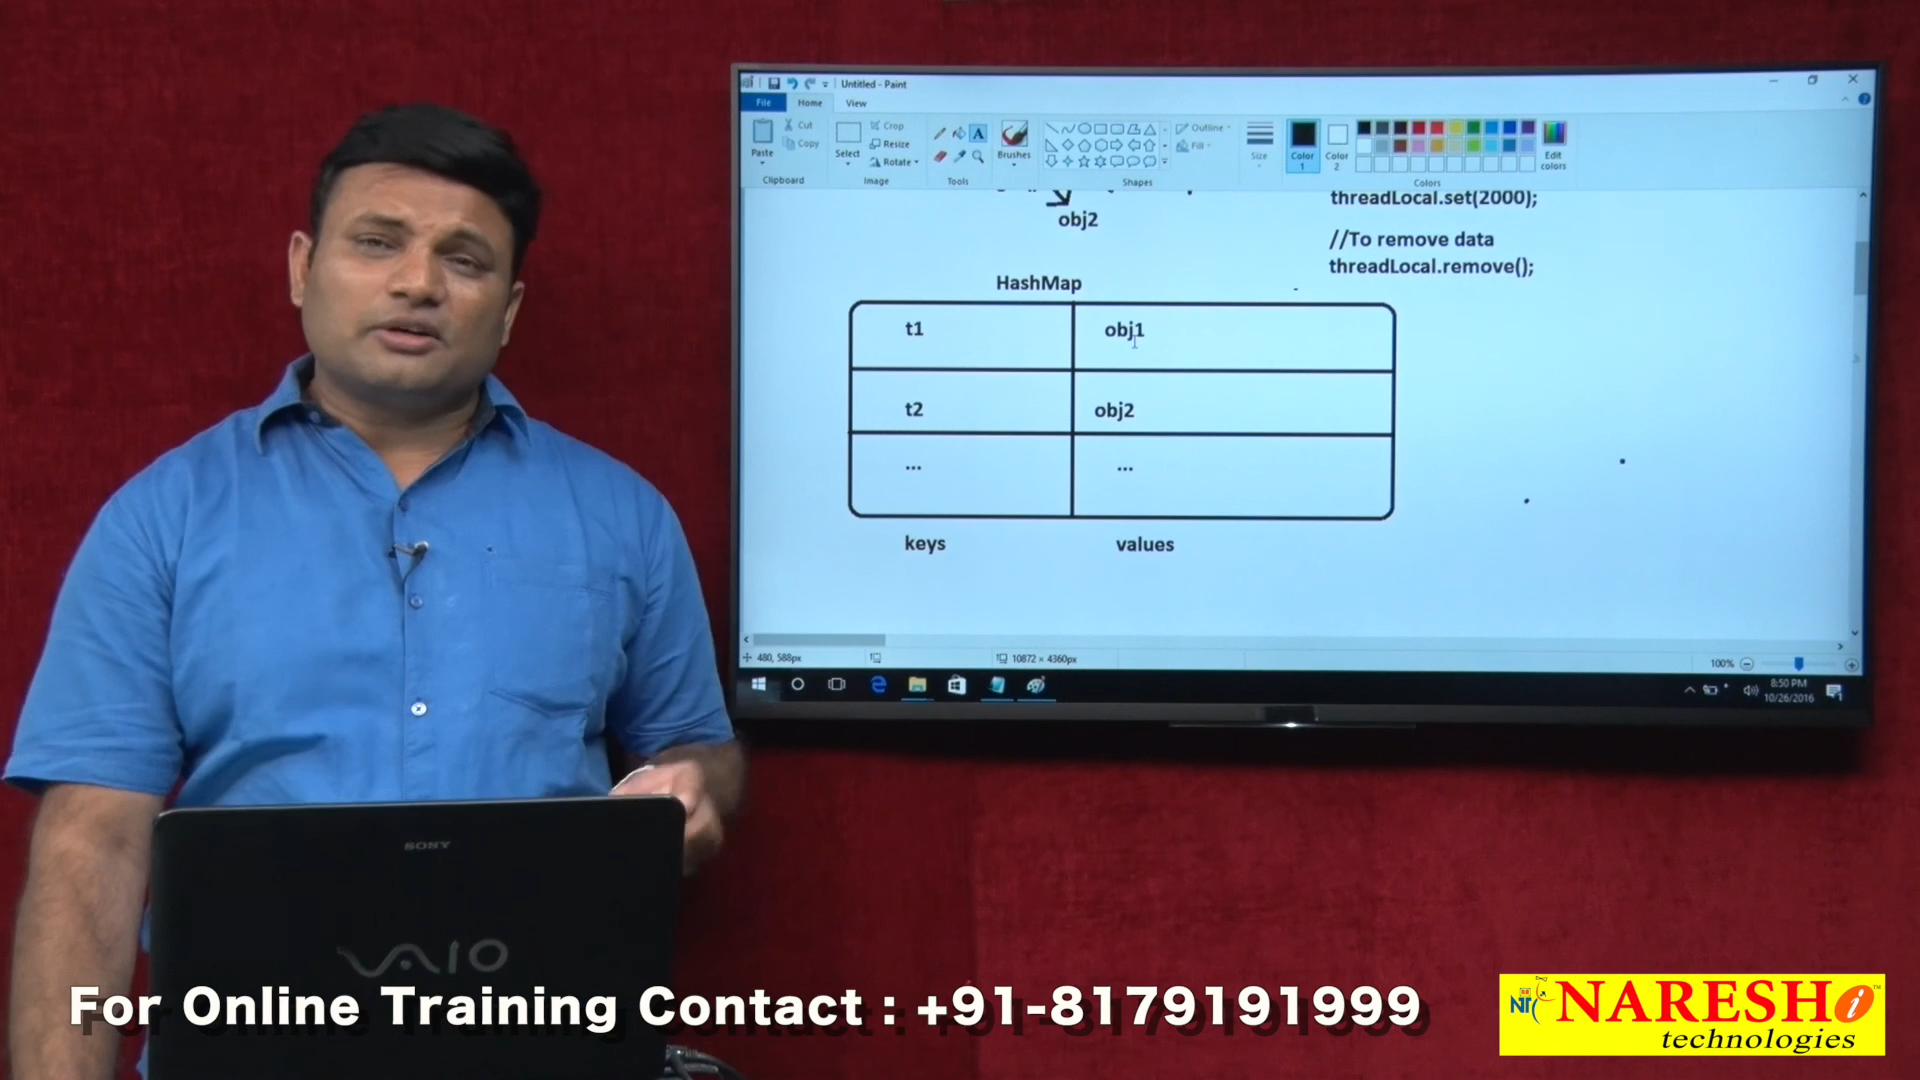 Untitled - Paint
File Home View
Cut
Copy
Paste
Clipboard
Crop
Resize
Rotate
Select
Image
Tools
Brushes
Shapes
Outline
Fill
Size
Color 1
Color 2
Edit colors
Colors
threadLocal.set(2000);
obj2
//To remove data
threadLocal.remove();
HashMap
t1 obj1
t2 obj2
... ...
keys values
480, 588px
10872 × 4360px
100%
8:50 PM
10/26/2016
SONY
VAIO
For Online Training Contact : +91-8179191999
NARESH i
technologies